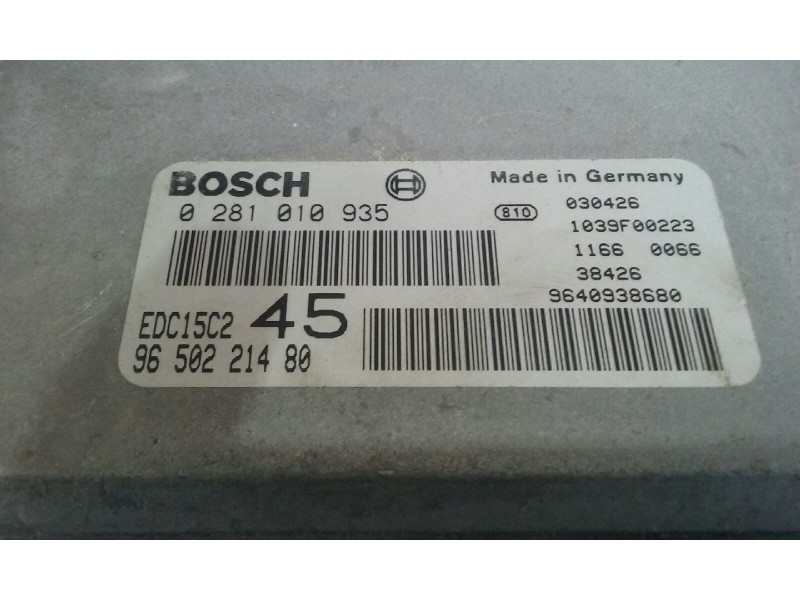 BOSCH
Made in Germany
0 281 010 935
810
030426
1039F00223
1166 0066
38426
9640938680
EDC15C2 45
96 502 214 80